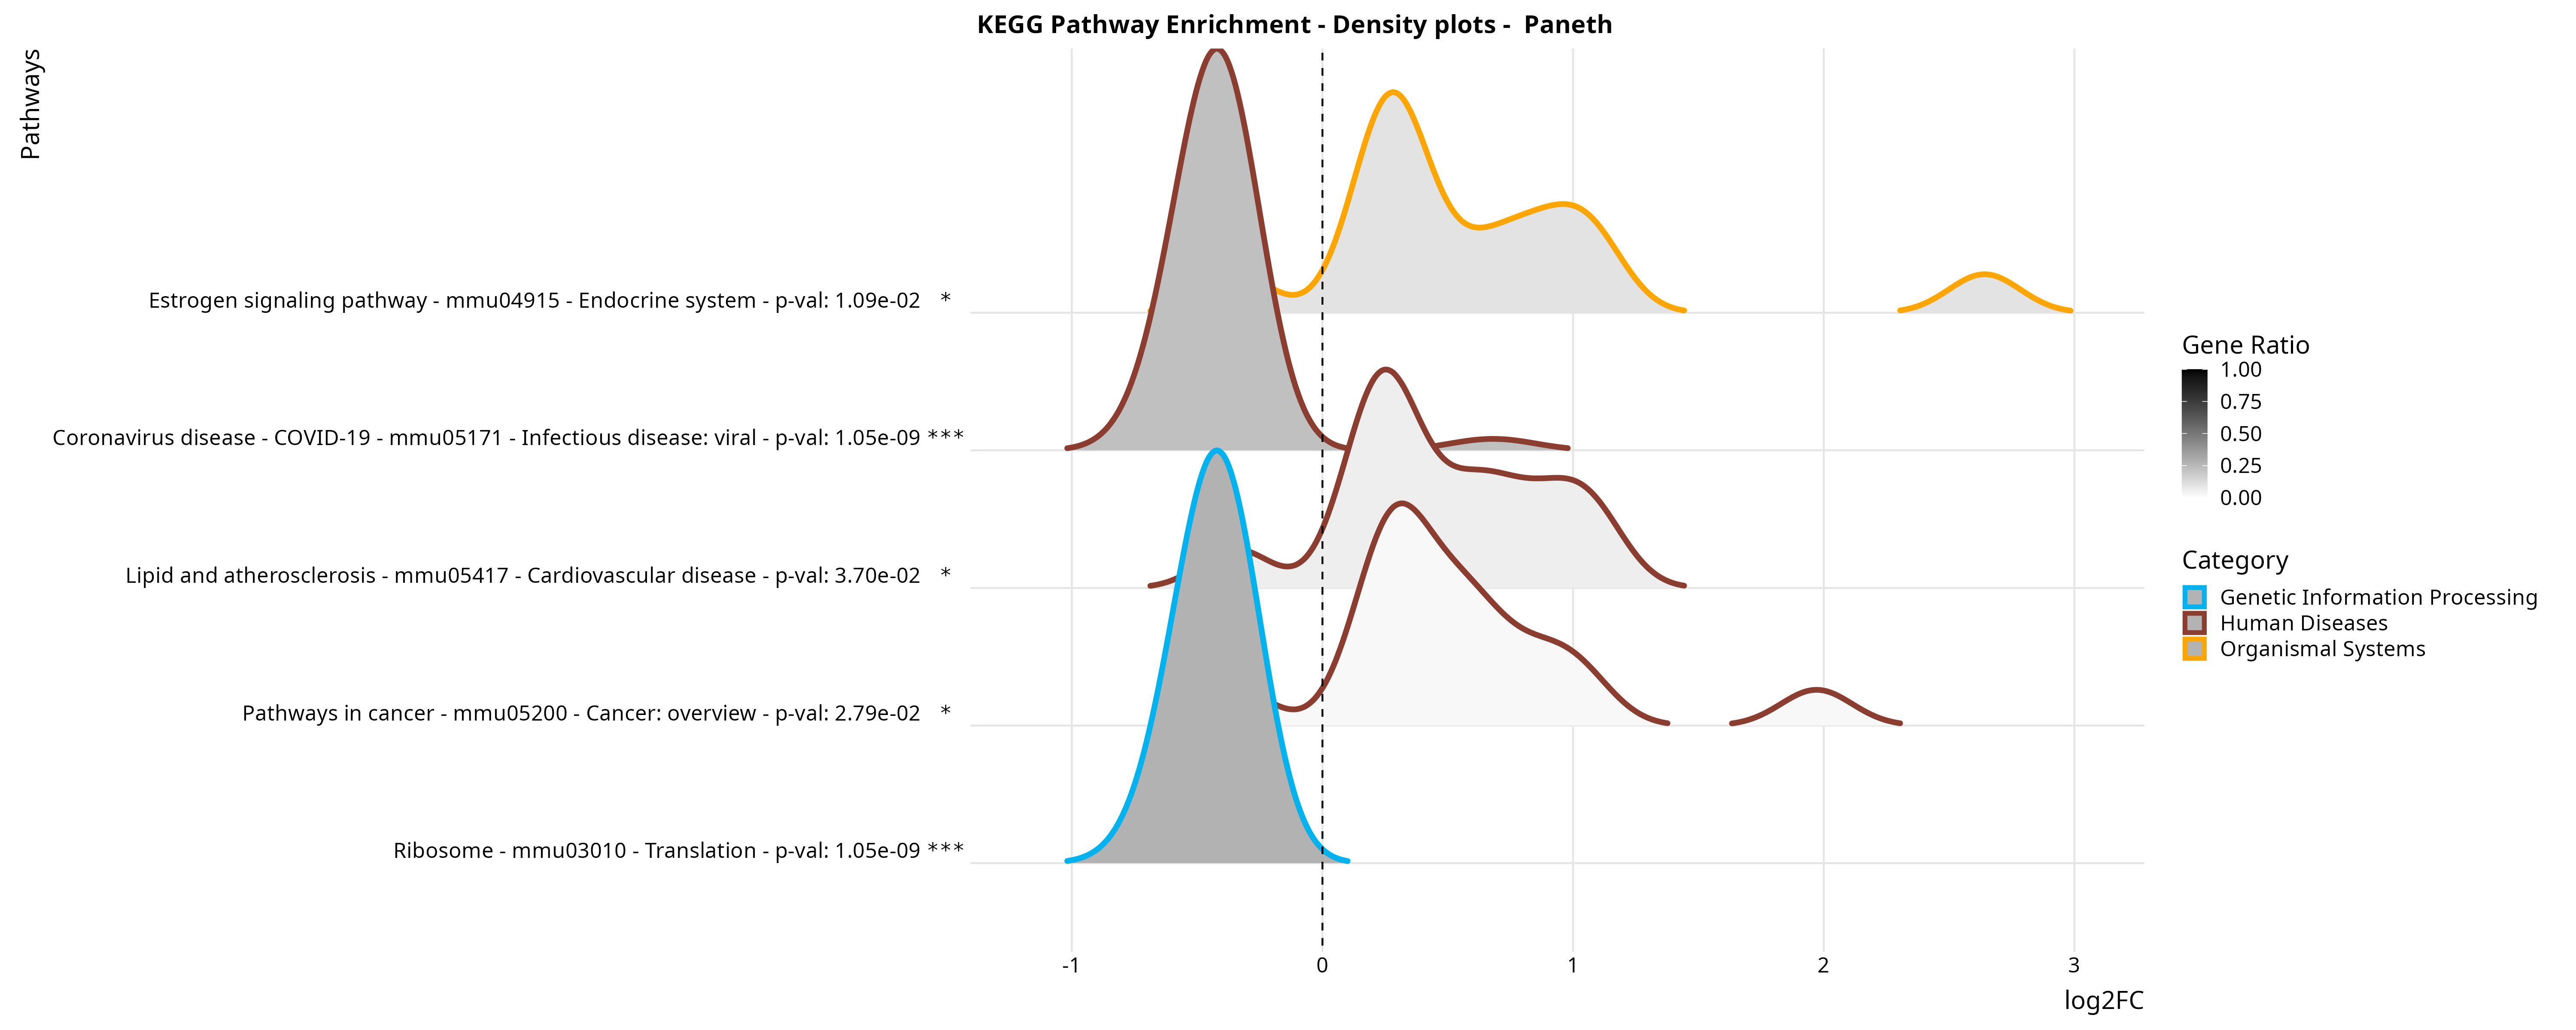 KEGG Pathway Enrichment - Density plots -  Paneth
Pathways
Estrogen signaling pathway - mmu04915 - Endocrine system - p-val: 1.09e-02 *
Coronavirus disease - COVID-19 - mmu05171 - Infectious disease: viral - p-val: 1.05e-09 ***
Lipid and atherosclerosis - mmu05417 - Cardiovascular disease - p-val: 3.70e-02 *
Pathways in cancer - mmu05200 - Cancer: overview - p-val: 2.79e-02 *
Ribosome - mmu03010 - Translation - p-val: 1.05e-09 ***
-1 0 1 2 3
log2FC
Gene Ratio
1.00
0.75
0.50
0.25
0.00
Category
Genetic Information Processing
Human Diseases
Organismal Systems